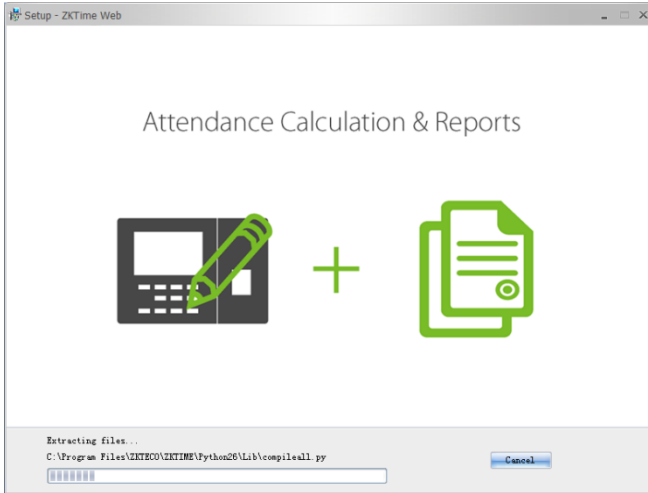 Setup - ZKTime Web
Attendance Calculation & Reports
Extracting files...
C:\Program Files\ZKTECO\ZKTIME\Python26\Lib\compileall.py
Cancel